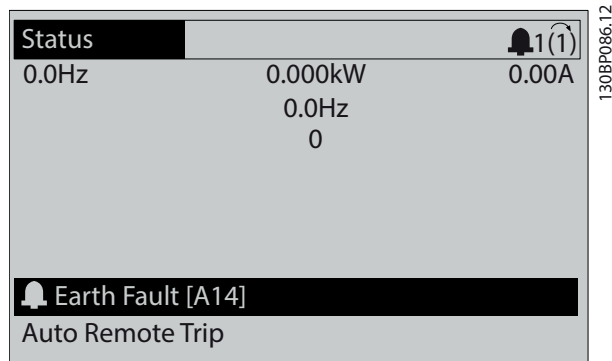 Status 1(1)
0.0Hz 0.000kW 0.00A
0.0Hz
0
Earth Fault [A14]
Auto Remote Trip
130BP086.12